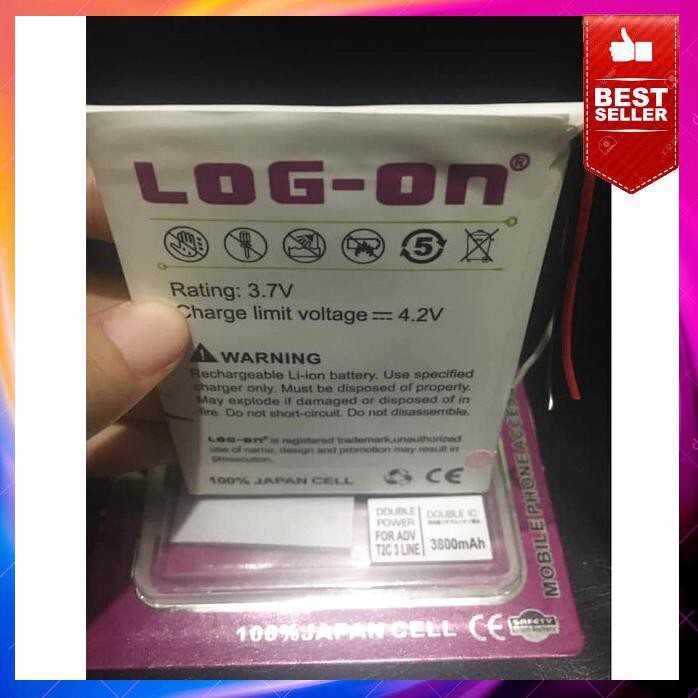 BEST
SELLER
LOG-ON®
5
Rating: 3.7V
Charge limit voltage 4.2V
WARNING
Rechargeable Li-ion battery. Use specified
charger only. Must be disposed of properly.
May explode if damaged or disposed of in
fire. Do not short-circuit. Do not disassemble.
LOG-ON® is registered trademark,unauthorized
use of name, design and promotion may result in
prosecution.
100% JAPAN CELL CE
DOUBLE
POWER
FOR ADV
T2C 3 LINE
DOUBLE IC
3800mAh
MOBILE PHONE ACCES
100% JAPAN CELL CE
SAFETY